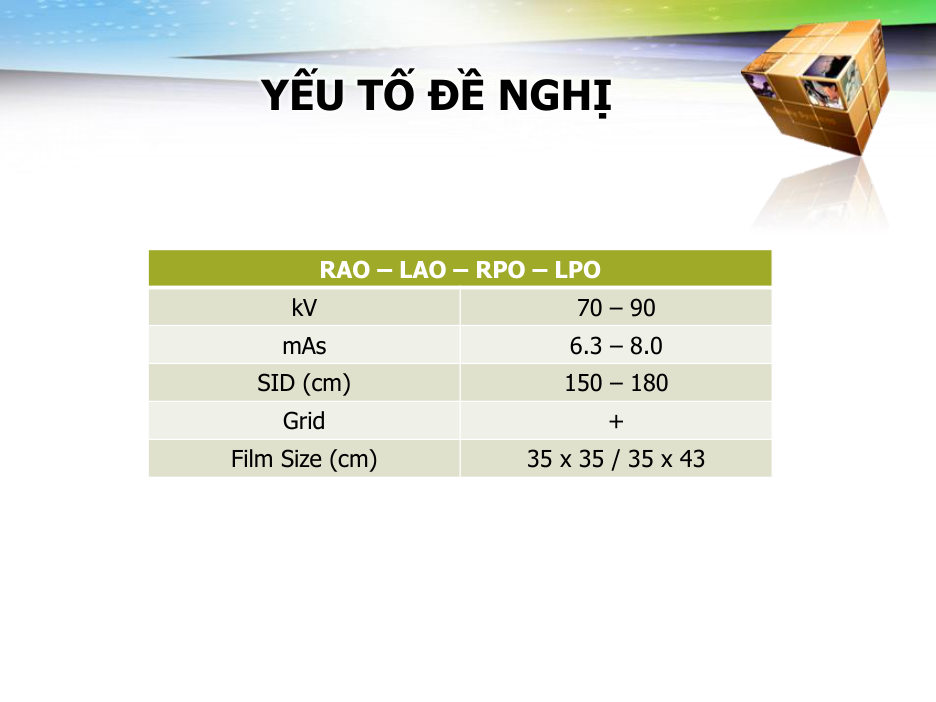 YẾU TỐ ĐỀ NGHỊ
RAO – LAO – RPO – LPO
kV 70 – 90
mAs 6.3 – 8.0
SID (cm) 150 – 180
Grid +
Film Size (cm) 35 x 35 / 35 x 43